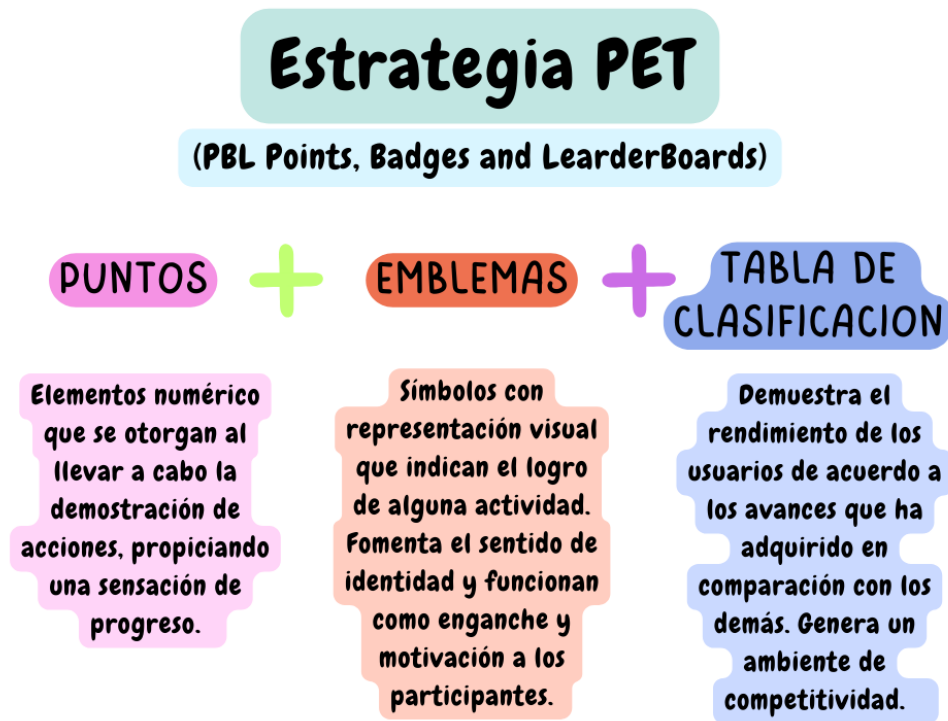 Estrategia PET
(PBL Points, Badges and LearderBoards)
PUNTOS
Elementos numérico
que se otorgan al
llevar a cabo la
demostración de
acciones, propiciando
una sensación de
progreso.
EMBLEMAS
Símbolos con
representación visual
que indican el logro
de alguna actividad.
Fomenta el sentido de
identidad y funcionan
como enganche y
motivación a los
participantes.
TABLA DE
CLASIFICACION
Demuestra el
rendimiento de los
usuarios de acuerdo a
los avances que ha
adquirido en
comparación con los
demás. Genera un
ambiente de
competitividad.